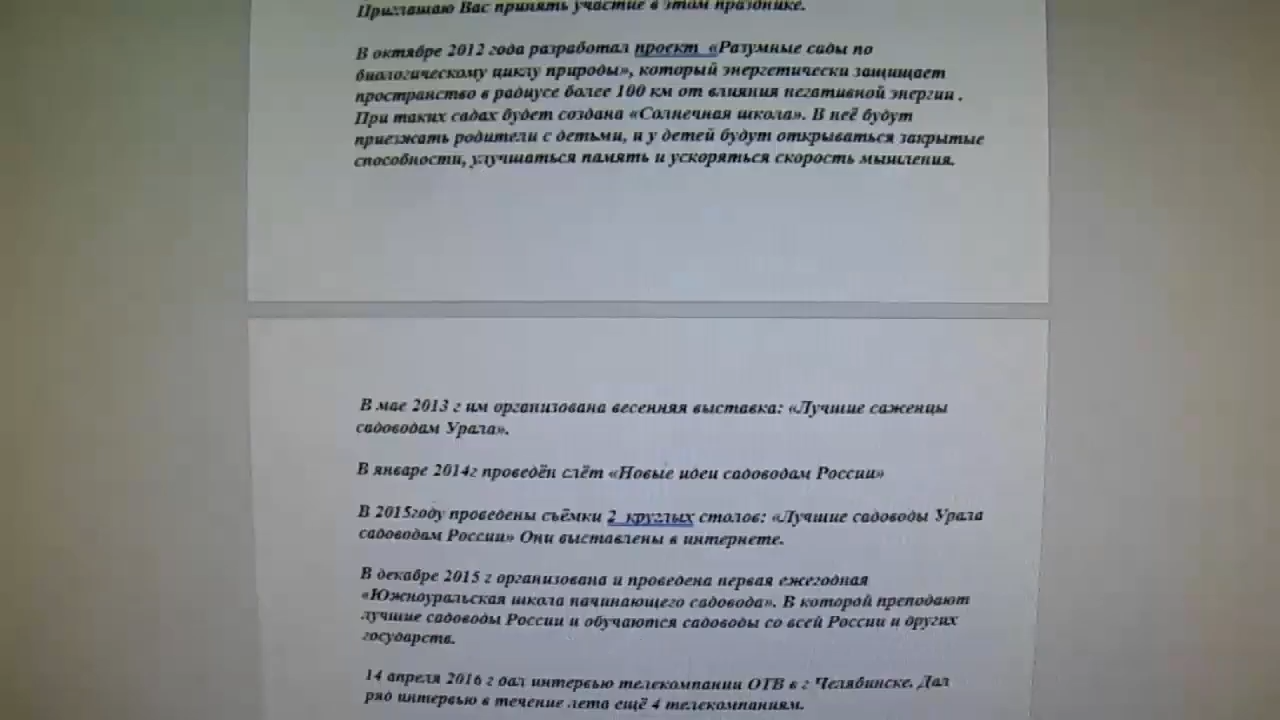 Приглашаю Вас принять участие в этом празднике.
В октябре 2012 года разработал проект «Разумные сады по
биологическому циклу природы», который энергетически защищает
пространство в радиусе более 100 км от влияния негативной энергии .
При таких садах будет создана «Солнечная школа». В неё будут
приезжать родители с детьми, и у детей будут открываться закрытые
способности, улучшаться память и ускоряться скорость мышления.
В мае 2013 г им организована весенняя выставка: «Лучшие саженцы
садоводам Урала».
В январе 2014г проведён слёт «Новые идеи садоводам России»
В 2015году проведены съёмки 2 круглых столов: «Лучшие садоводы Урала
садоводам России» Они выставлены в интернете.
В декабре 2015 г организована и проведена первая ежегодная
«Южноуральская школа начинающего садовода». В которой преподают
лучшие садоводы России и обучаются садоводы со всей России и других
государств.
14 апреля 2016 г дал интервью телекомпании ОТВ в г Челябинске. Дал
ряд интервью в течение лета ещё 4 телекомпаниям.